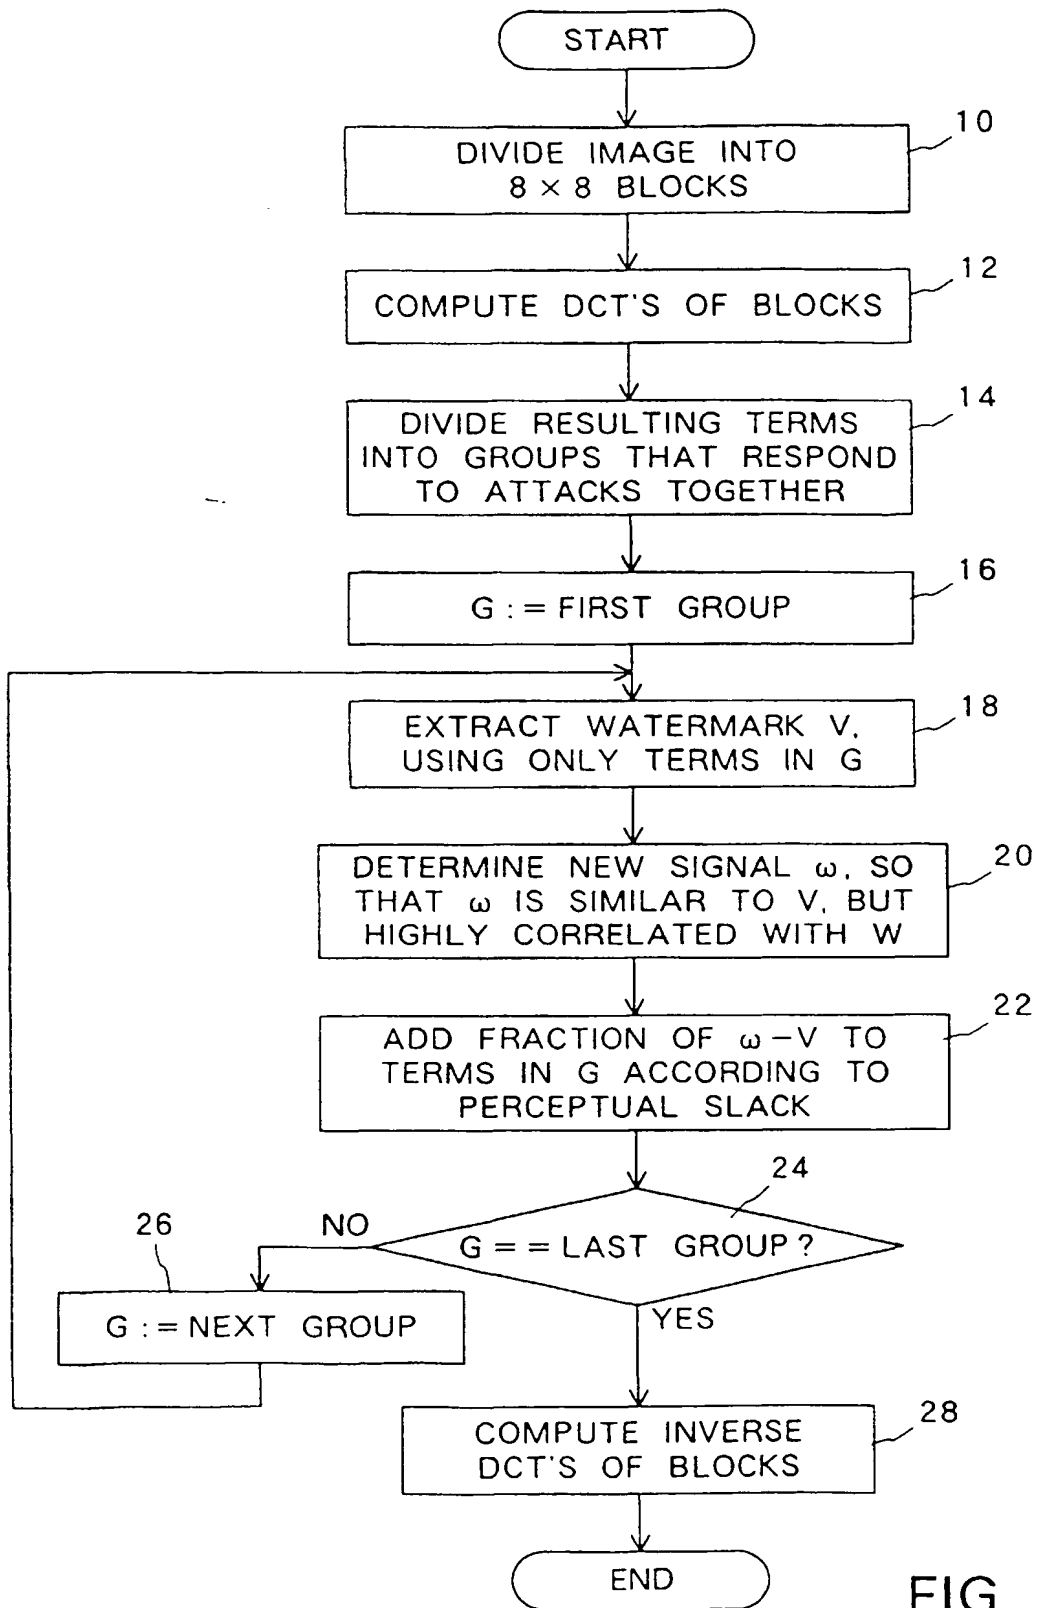 START
10
DIVIDE IMAGE INTO
8 × 8 BLOCKS
12
COMPUTE DCT'S OF BLOCKS
14
DIVIDE RESULTING TERMS
INTO GROUPS THAT RESPOND
TO ATTACKS TOGETHER
16
G := FIRST GROUP
18
EXTRACT WATERMARK V,
USING ONLY TERMS IN G
20
DETERMINE NEW SIGNAL ω, SO
THAT ω IS SIMILAR TO V, BUT
HIGHLY CORRELATED WITH W
22
ADD FRACTION OF ω-V TO
TERMS IN G ACCORDING TO
PERCEPTUAL SLACK
24
NO
G == LAST GROUP?
26
YES
G := NEXT GROUP
28
COMPUTE INVERSE
DCT'S OF BLOCKS
END
FIG